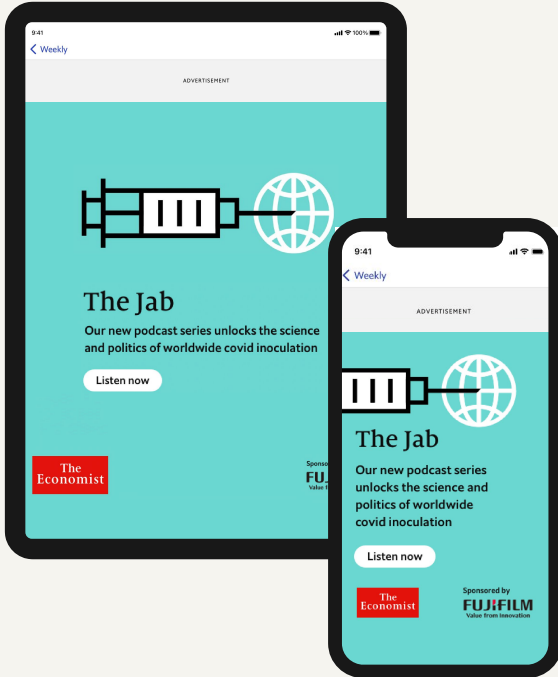 9:41
100%
Weekly
ADVERTISEMENT
The Jab
Our new podcast series unlocks the science
and politics of worldwide covid inoculation
Listen now
The
Economist
9:41
Weekly
ADVERTISEMENT
The Jab
Our new podcast series
unlocks the science and
politics of worldwide
covid inoculation
Listen now
The
Economist
Sponsored by
FUJIFILM
Value from Innovation